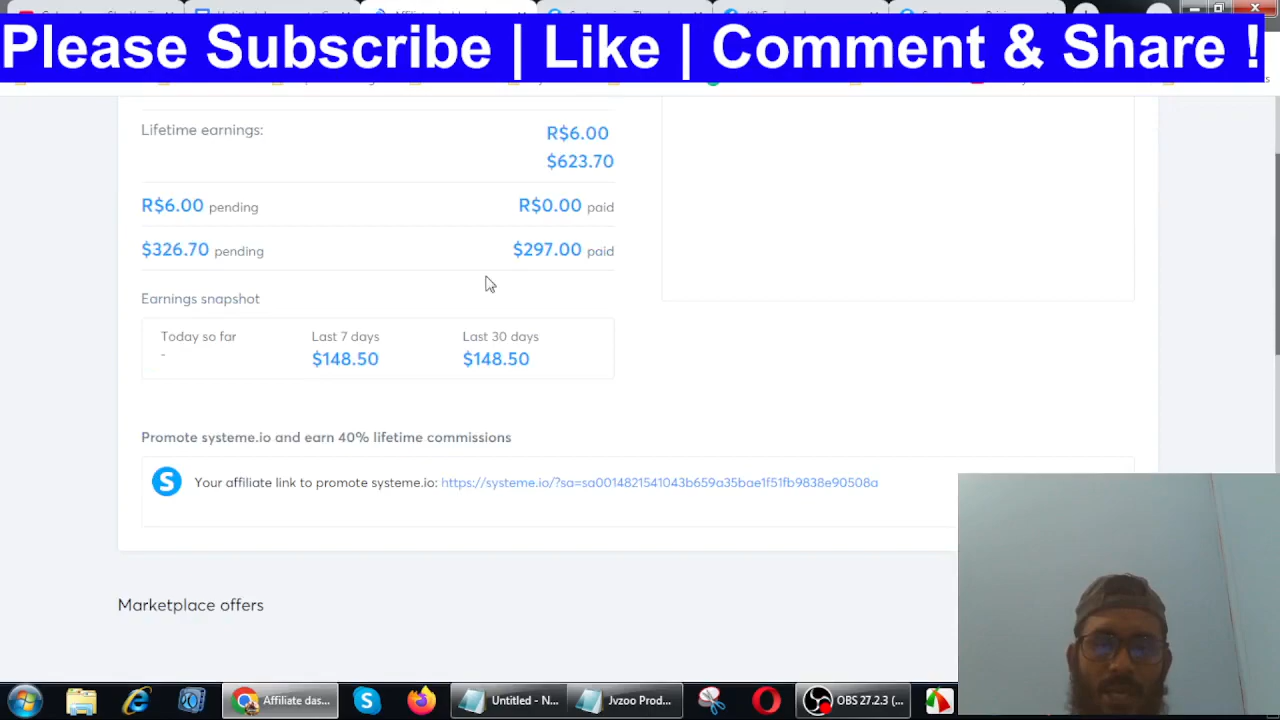 Please Subscribe | Like | Comment & Share !
Lifetime earnings:
R$6.00
$623.70
R$6.00 pending
R$0.00 paid
$326.70 pending
$297.00 paid
Earnings snapshot
Today so far
Last 7 days
Last 30 days
-
$148.50
$148.50
Promote systeme.io and earn 40% lifetime commissions
S
Your affiliate link to promote systeme.io: https://systeme.io/?sa=sa0014821541043b659a35bae1f51fb9838e90508a
Marketplace offers
Affiliate das...
Untitled - N...
Jvzoo Prod...
OBS 27.2.3 (...